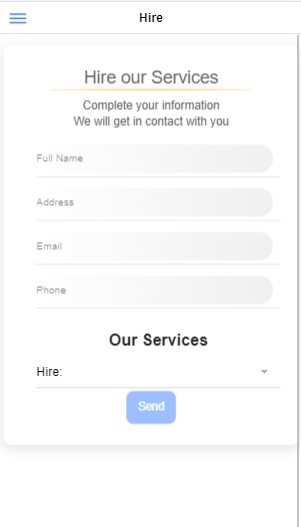 Hire
Hire our Services
Complete your information
We will get in contact with you
Full Name
Address
Email
Phone
Our Services
Hire:
Send